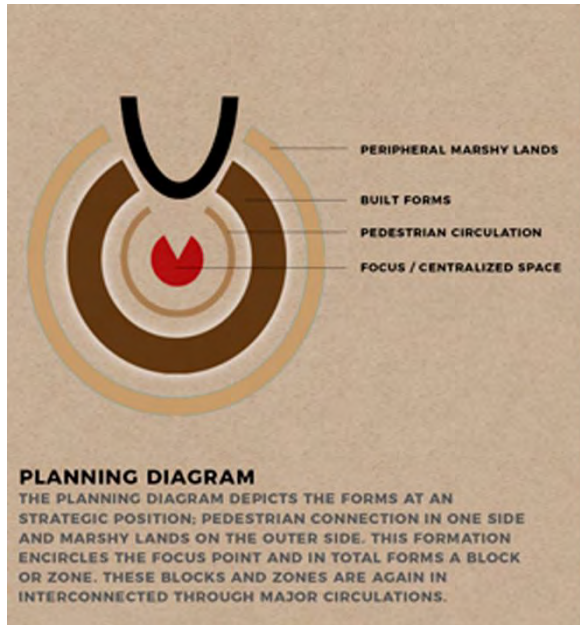 PERIPHERAL MARSHY LANDS
BUILT FORMS
PEDESTRIAN CIRCULATION
FOCUS / CENTRALIZED SPACE
PLANNING DIAGRAM
THE PLANNING DIAGRAM DEPICTS THE FORMS AT AN
STRATEGIC POSITION; PEDESTRIAN CONNECTION IN ONE SIDE
AND MARSHY LANDS ON THE OUTER SIDE. THIS FORMATION
ENCIRCLES THE FOCUS POINT AND IN TOTAL FORMS A BLOCK
OR ZONE. THESE BLOCKS AND ZONES ARE AGAIN IN
INTERCONNECTED THROUGH MAJOR CIRCULATIONS.